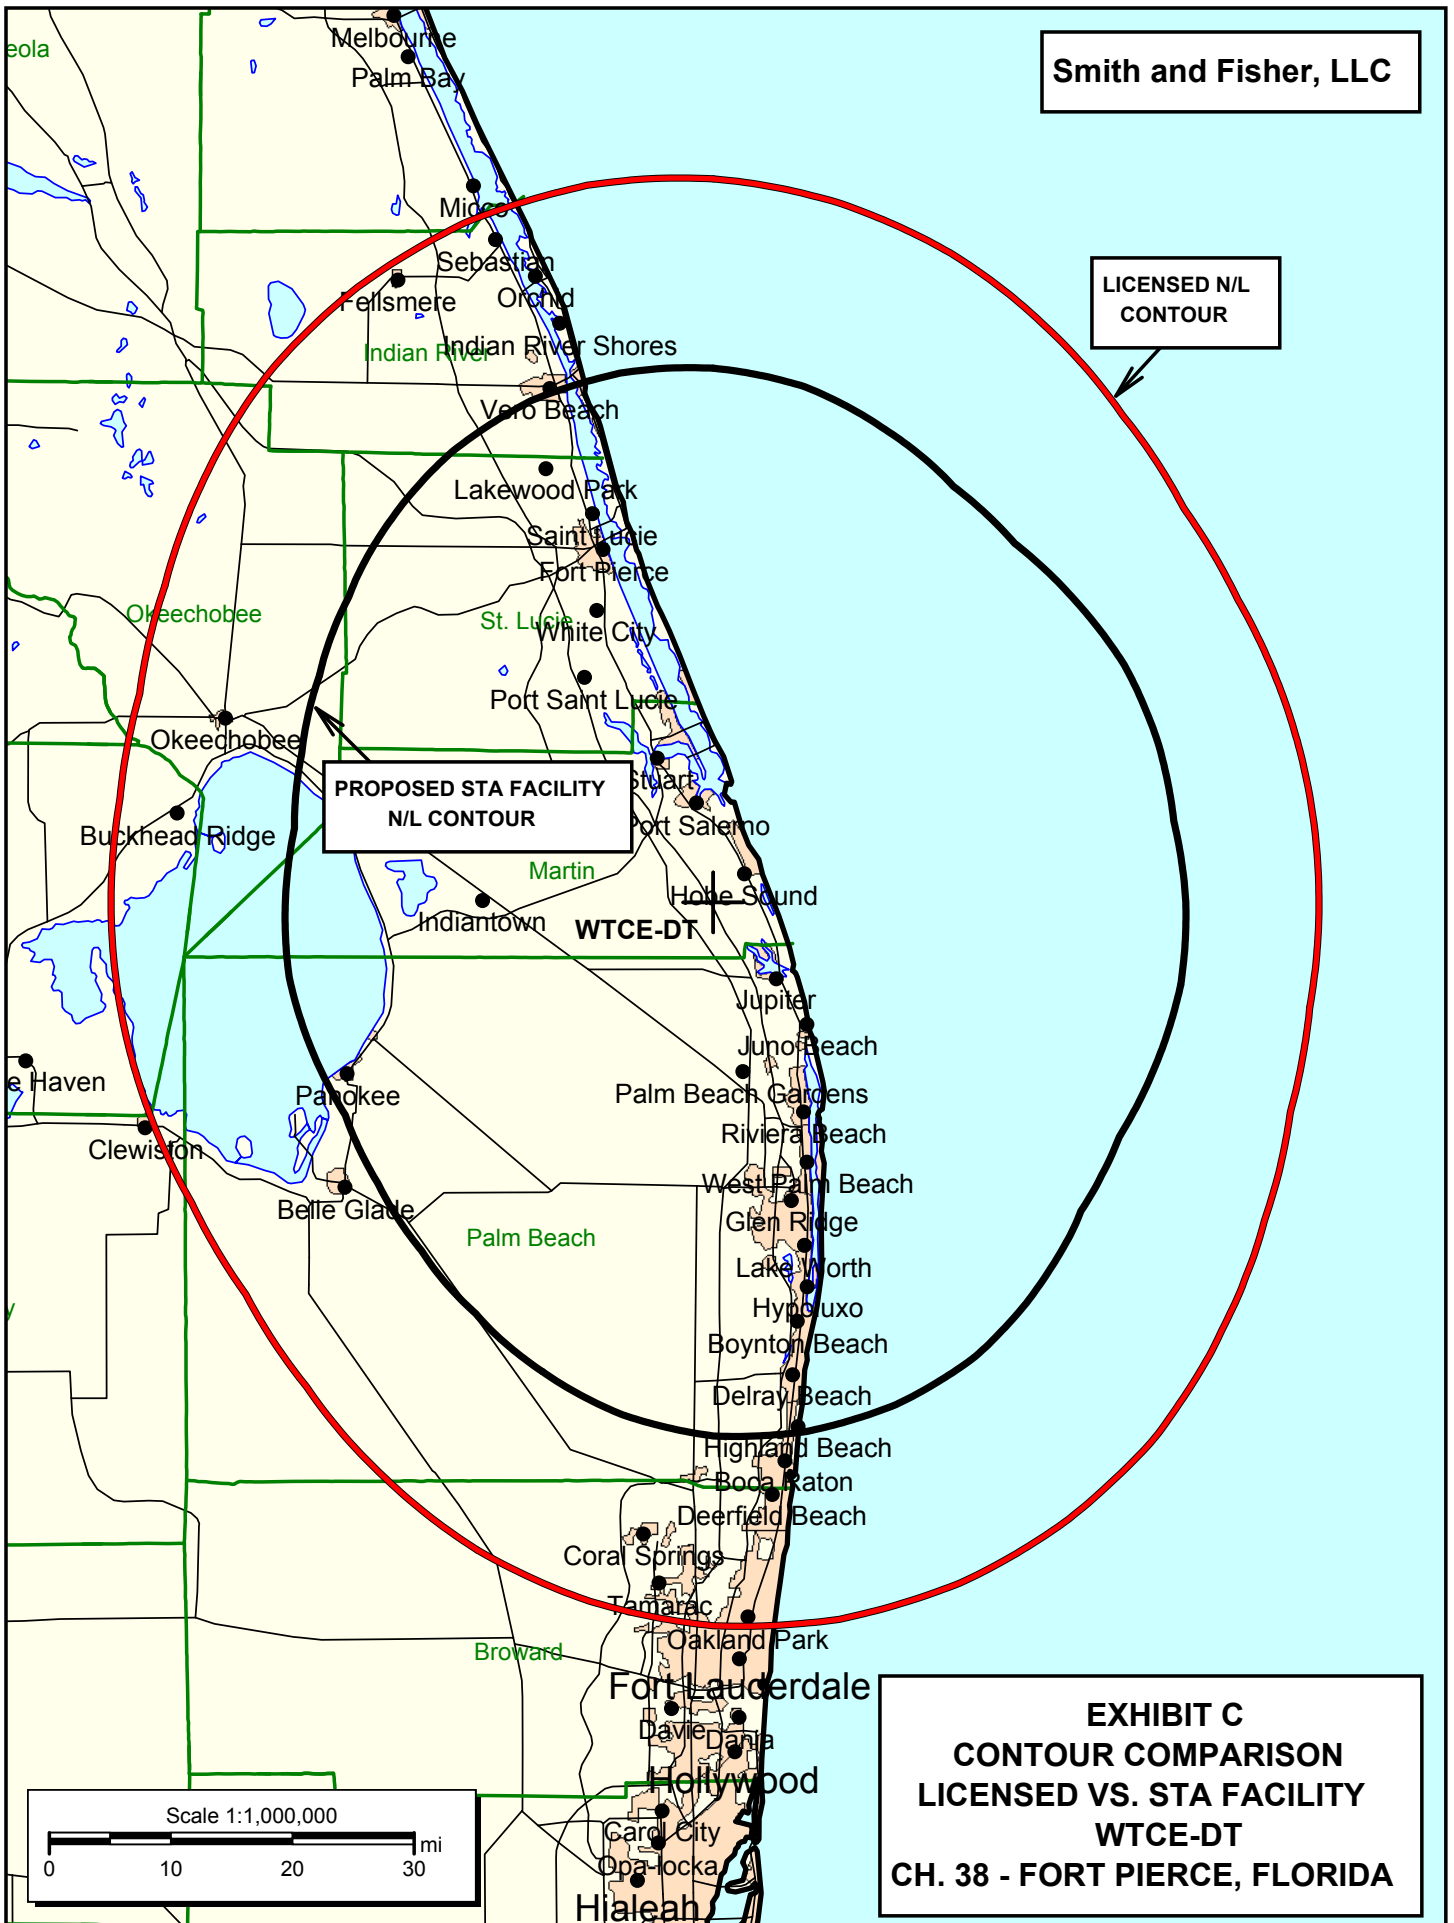 Melbourne
eola
Palm Bay
Smith and Fisher, LLC
Micco
Sebastian
LICENSED N/L
CONTOUR
Fellsmere
Orchid
Indian River
Indian River Shores
Vero Beach
Lakewood Park
Saint Lucie
Fort Pierce
Okeechobee
St. Lucie
White City
Port Saint Lucie
Okeechobee
PROPOSED STA FACILITY
N/L CONTOUR
Stuart
Port Salerno
Buckhead Ridge
Martin
Hobe Sound
Indiantown
WTCE-DT
Jupiter
Juno Beach
e Haven
Pahokee
Palm Beach Gardens
Riviera Beach
Clewiston
West Palm Beach
Belle Glade
Glen Ridge
Palm Beach
Lake Worth
y
Hypoluxo
Boynton Beach
Delray Beach
Highland Beach
Boca Raton
Deerfield Beach
Coral Springs
Tamarac
Oakland Park
Broward
Fort Lauderdale
Davie
Dania
Hollywood
Carol City
Opa-locka
Hialeah
Scale 1:1,000,000
mi
0 10 20 30
EXHIBIT C
CONTOUR COMPARISON
LICENSED VS. STA FACILITY
WTCE-DT
CH. 38 - FORT PIERCE, FLORIDA